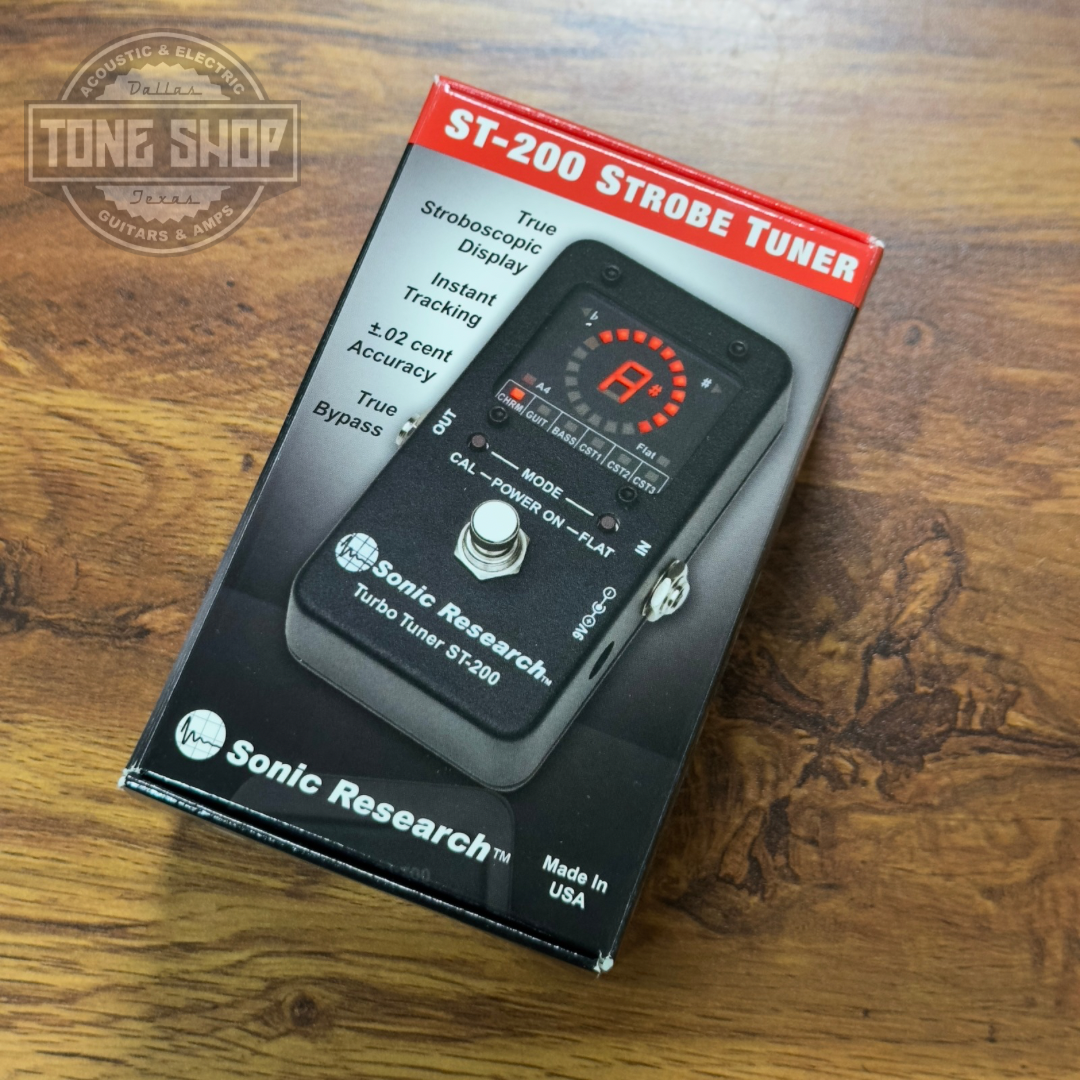 ACOUSTIC & ELECTRIC
Dallas
TONE SHOP
Texas
GUITARS & AMPS
ST-200 STROBE TUNER
True
Stroboscopic
Display
Instant
Tracking
±.02 cent
Accuracy
True
Bypass
♭
#
A#
A4
CHRM GUIT BASS CST1 CST2 CST3
Flat
OUT
MODE
CAL POWER ON FLAT
IN
9V
Sonic Research™
Turbo Tuner ST-200
Sonic Research™
Made In
USA